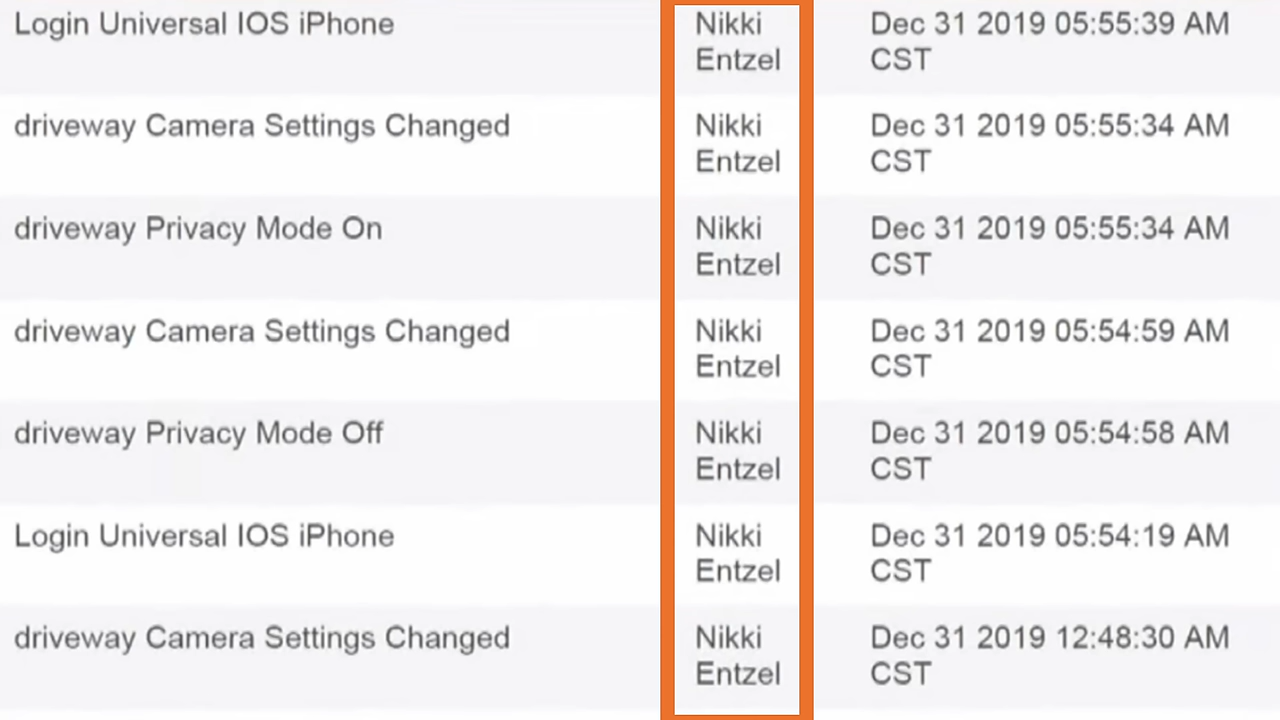 Login Universal IOS iPhone Nikki Dec 31 2019 05:55:39 AM
Entzel CST
driveway Camera Settings Changed Nikki Dec 31 2019 05:55:34 AM
Entzel CST
driveway Privacy Mode On Nikki Dec 31 2019 05:55:34 AM
Entzel CST
driveway Camera Settings Changed Nikki Dec 31 2019 05:54:59 AM
Entzel CST
driveway Privacy Mode Off Nikki Dec 31 2019 05:54:58 AM
Entzel CST
Login Universal IOS iPhone Nikki Dec 31 2019 05:54:19 AM
Entzel CST
driveway Camera Settings Changed Nikki Dec 31 2019 12:48:30 AM
Entzel CST